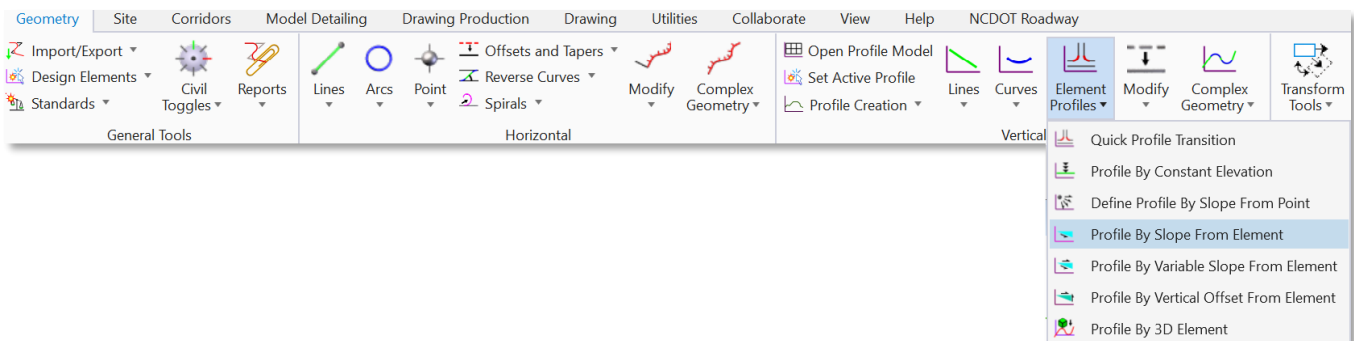 Geometry Site Corridors Model Detailing Drawing Production Drawing Utilities Collaborate View Help NCDOT Roadway
Import/Export
Design Elements
Standards
Civil
Toggles
Reports
General Tools
Lines
Arcs
Point
Offsets and Tapers
Reverse Curves
Spirals
Modify
Complex
Geometry
Horizontal
Open Profile Model
Set Active Profile
Profile Creation
Lines
Curves
Element
Profiles
Modify
Complex
Geometry
Vertical
Transform
Tools
Quick Profile Transition
Profile By Constant Elevation
Define Profile By Slope From Point
Profile By Slope From Element
Profile By Variable Slope From Element
Profile By Vertical Offset From Element
Profile By 3D Element